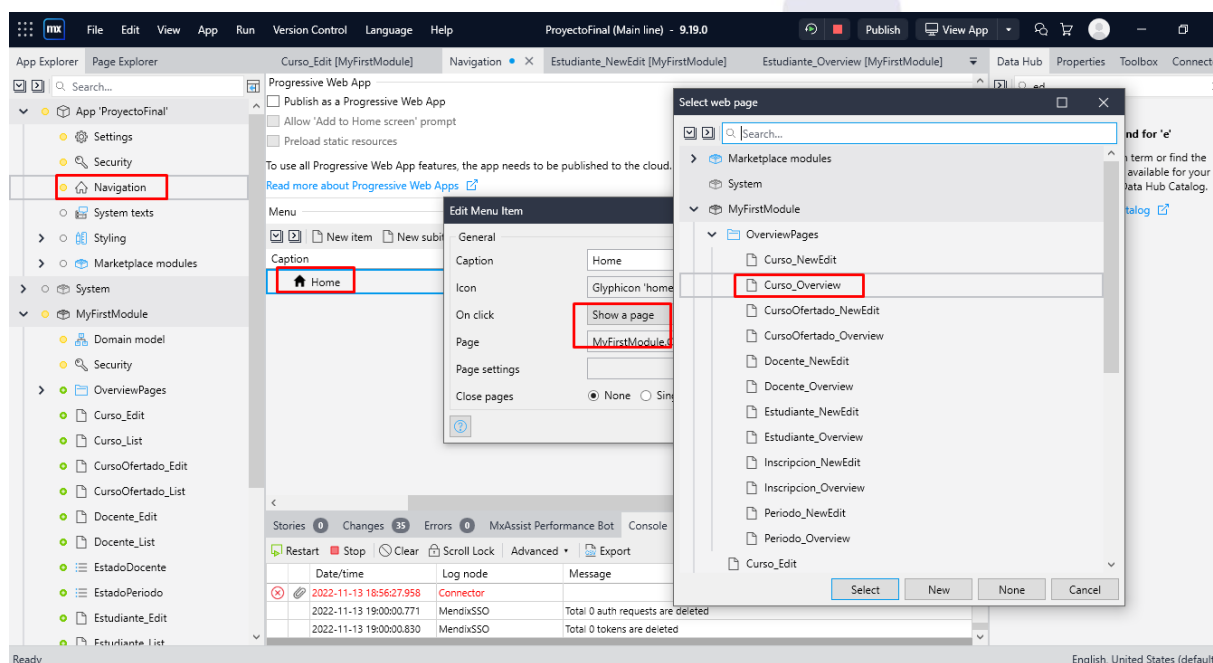 mx File Edit View App Run Version Control Language Help ProyectoFinal (Main line) - 9.19.0 Publish View App
App Explorer Page Explorer Curso_Edit [MyFirstModule] Navigation Estudiante_NewEdit [MyFirstModule] Estudiante_Overview [MyFirstModule] Data Hub Properties Toolbox Connect
Search...
App 'ProyectoFinal'
Settings
Security
Navigation
System texts
Styling
Marketplace modules
System
MyFirstModule
Domain model
Security
OverviewPages
Curso_Edit
Curso_List
CursoOfertado_Edit
CursoOfertado_List
Docente_Edit
Docente_List
EstadoDocente
EstadoPeriodo
Estudiante_Edit
Estudiante_List
Progressive Web App
Publish as a Progressive Web App
Allow 'Add to Home screen' prompt
Preload static resources
To use all Progressive Web App features, the app needs to be published to the cloud.
Read more about Progressive Web Apps
Menu
New item New subit
Caption
Home
Edit Menu Item
General
Caption Home
Icon Glyphicon 'home
On click Show a page
Page MyFirstModule.
Page settings
Close pages None Sin
Select web page
Search...
Marketplace modules
System
MyFirstModule
OverviewPages
Curso_NewEdit
Curso_Overview
CursoOfertado_NewEdit
CursoOfertado_Overview
Docente_NewEdit
Docente_Overview
Estudiante_NewEdit
Estudiante_Overview
Inscripcion_NewEdit
Inscripcion_Overview
Periodo_NewEdit
Periodo_Overview
Curso_Edit
Select New None Cancel
ed
nd for 'e'
term or find the
available for your
Data Hub Catalog.
talog
Stories 0 Changes 35 Errors 0 MxAssist Performance Bot Console
Restart Stop Clear Scroll Lock Advanced Export
Date/time Log node Message
2022-11-13 18:56:27.958 Connector
2022-11-13 19:00:00.771 MendixSSO Total 0 auth requests are deleted
2022-11-13 19:00:00.830 MendixSSO Total 0 tokens are deleted
Ready English, United States (default